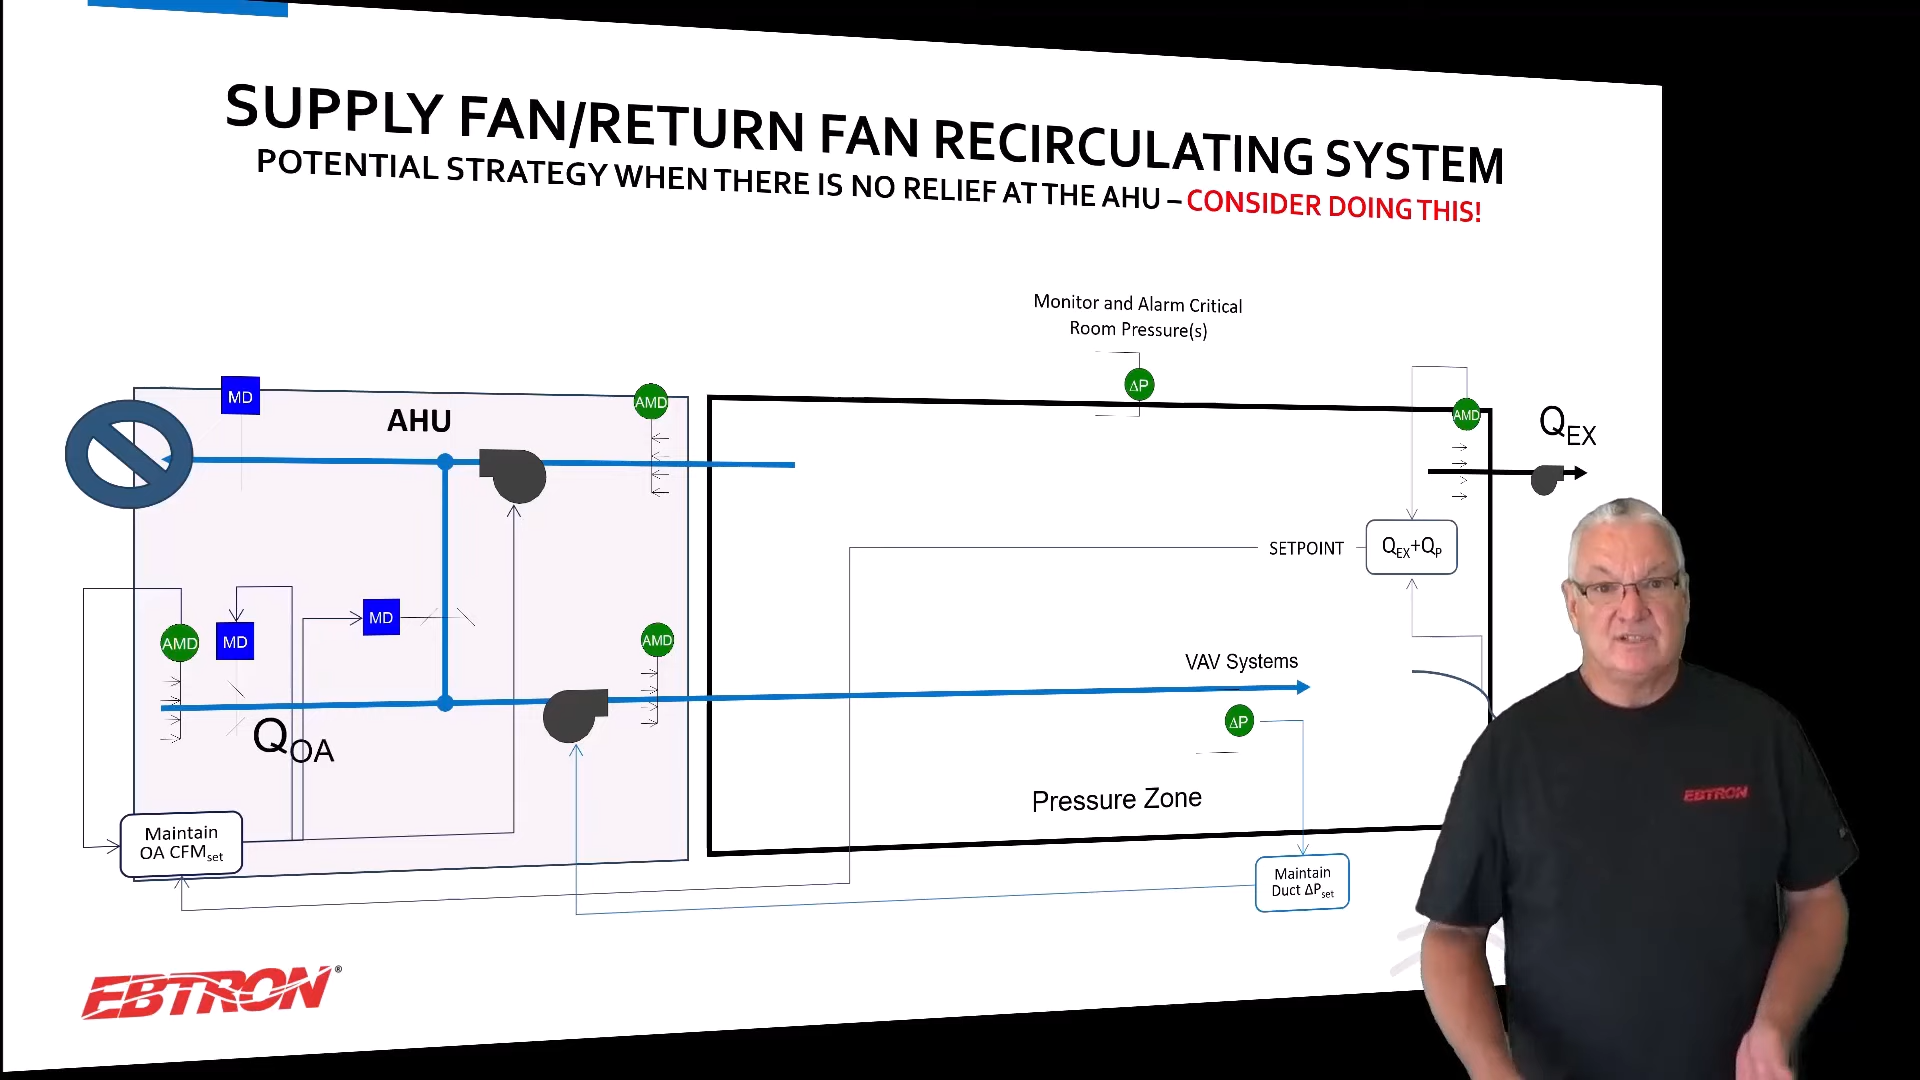 SUPPLY FAN/RETURN FAN RECIRCULATING SYSTEM
POTENTIAL STRATEGY WHEN THERE IS NO RELIEF AT THE AHU – CONSIDER DOING THIS!
Monitor and Alarm Critical
Room Pressure(s)
ΔP
MD
AHU
AMD
AMD
QEX
SETPOINT
QEX+QP
MD
AMD
MD
AMD
VAV Systems
ΔP
QOA
Pressure Zone
EBTRON
Maintain
OA CFMset
Maintain
Duct ΔPset
EBTRON®